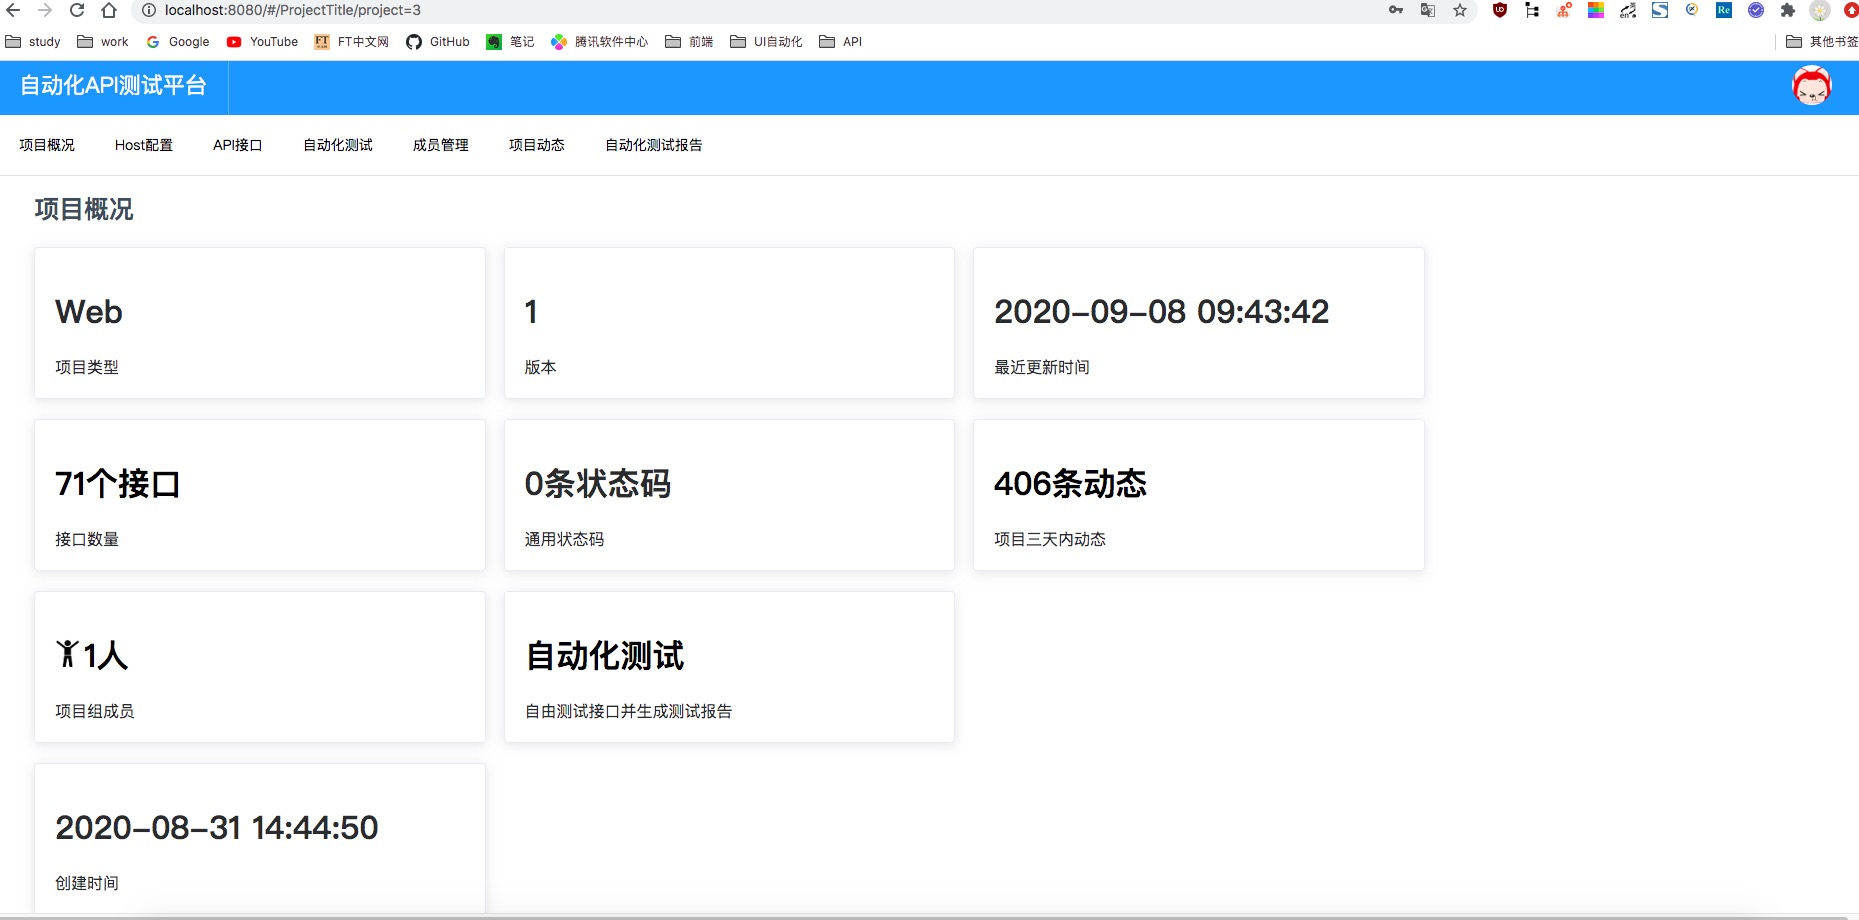 localhost:8080/#/ProjectTitle/project=3
study work Google YouTube FT中文网 GitHub 笔记 腾讯软件中心 前端 UI自动化 API 其他书签
自动化API测试平台
项目概况 Host配置 API接口 自动化测试 成员管理 项目动态 自动化测试报告
项目概况
Web
项目类型
1
版本
2020-09-08 09:43:42
最近更新时间
71个接口
接口数量
0条状态码
通用状态码
406条动态
项目三天内动态
1人
项目组成员
自动化测试
自由测试接口并生成测试报告
2020-08-31 14:44:50
创建时间